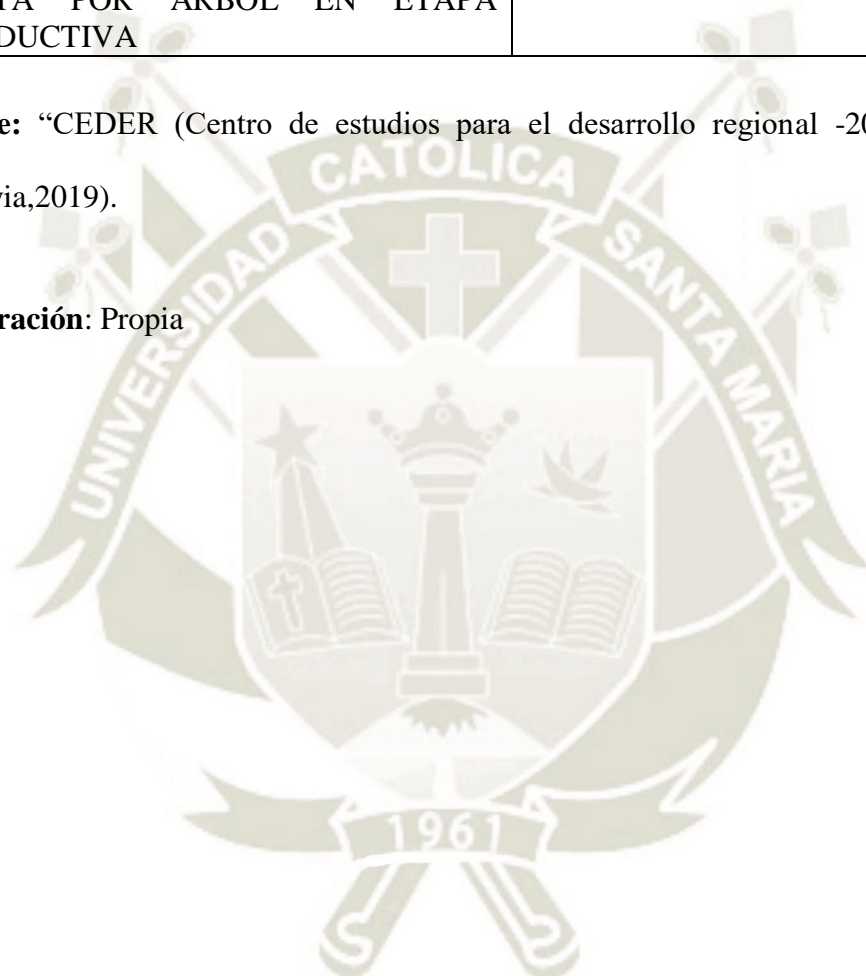 TA POR ÁRBOL EN ETAPA
DUCTIVA
e: “CEDER (Centro de estudios para el desarrollo regional -20
via,2019).
ración: Propia
UNIVERSIDAD CATOLICA SANTA MARIA
1961